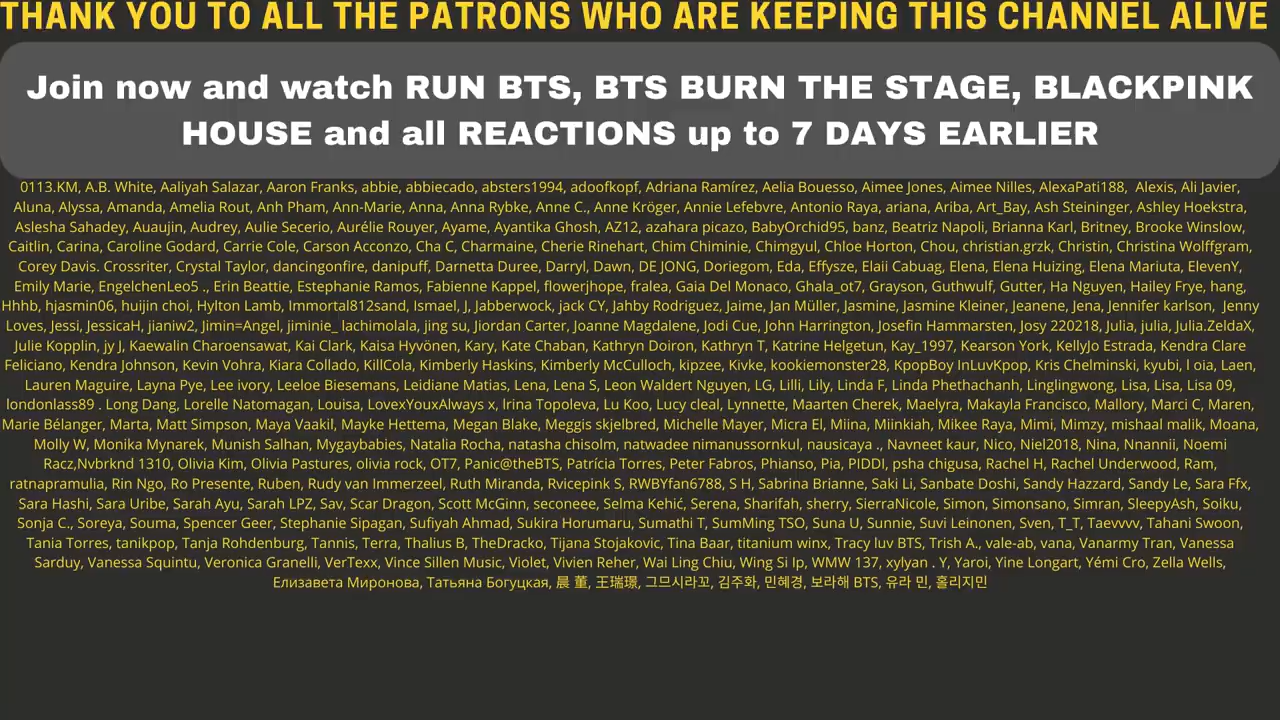 THANK YOU TO ALL THE PATRONS WHO ARE KEEPING THIS CHANNEL ALIVE
Join now and watch RUN BTS, BTS BURN THE STAGE, BLACKPINK
HOUSE and all REACTIONS up to 7 DAYS EARLIER
0113.KM, A.B. White, Aaliyah Salazar, Aaron Franks, abbie, abbiecado, absters1994, adoofkopf, Adriana Ramírez, Aelia Bouesso, Aimee Jones, Aimee Nilles, AlexaPati188,  Alexis, Ali Javier,
Aluna, Alyssa, Amanda, Amelia Rout, Anh Pham, Ann-Marie, Anna, Anna Rybke, Anne C., Anne Kröger, Annie Lefebvre, Antonio Raya, ariana, Ariba, Art_Bay, Ash Steininger, Ashley Hoekstra,
Aslesha Sahadey, Auaujin, Audrey, Aulie Secerio, Aurélie Rouyer, Ayame, Ayantika Ghosh, AZ12, azahara picazo, BabyOrchid95, banz, Beatriz Napoli, Brianna Karl, Britney, Brooke Winslow,
Caitlin, Carina, Caroline Godard, Carrie Cole, Carson Acconzo, Cha C, Charmaine, Cherie Rinehart, Chim Chiminie, Chimgyul, Chloe Horton, Chou, christian.grzk, Christin, Christina Wolffgram,
Corey Davis. Crossriter, Crystal Taylor, dancingonfire, danipuff, Darnetta Duree, Darryl, Dawn, DE JONG, Doriegom, Eda, Effysze, Elaii Cabuag, Elena, Elena Huizing, Elena Mariuta, ElevenY,
Emily Marie, EngelchenLeo5 ., Erin Beattie, Estephanie Ramos, Fabienne Kappel, flowerjhope, fralea, Gaia Del Monaco, Ghala_ot7, Grayson, Guthwulf, Gutter, Ha Nguyen, Hailey Frye, hang,
Hhhb, hjasmin06, huijin choi, Hylton Lamb, Immortal812sand, Ismael, J, Jabberwock, jack CY, Jahby Rodriguez, Jaime, Jan Müller, Jasmine, Jasmine Kleiner, Jeanene, Jena, Jennifer karlson,  Jenny
Loves, Jessi, JessicaH, jianiw2, Jimin=Angel, jiminie_ lachimolala, jing su, Jiordan Carter, Joanne Magdalene, Jodi Cue, John Harrington, Josefin Hammarsten, Josy 220218, Julia, julia, Julia.ZeldaX,
Julie Kopplin, jy J, Kaewalin Charoensawat, Kai Clark, Kaisa Hyvönen, Kary, Kate Chaban, Kathryn Doiron, Kathryn T, Katrine Helgetun, Kay_1997, Kearson York, KellyJo Estrada, Kendra Clare
Feliciano, Kendra Johnson, Kevin Vohra, Kiara Collado, KillCola, Kimberly Haskins, Kimberly McCulloch, kipzee, Kivke, kookiemonster28, KpopBoy InLuvKpop, Kris Chelminski, kyubi, l oia, Laen,
Lauren Maguire, Layna Pye, Lee ivory, Leeloe Biesemans, Leidiane Matias, Lena, Lena S, Leon Waldert Nguyen, LG, Lilli, Lily, Linda F, Linda Phethachanh, Linglingwong, Lisa, Lisa, Lisa 09,
londonlass89 . Long Dang, Lorelle Natomagan, Louisa, LovexYouxAlways x, lrina Topoleva, Lu Koo, Lucy cleal, Lynnette, Maarten Cherek, Maelyra, Makayla Francisco, Mallory, Marci C, Maren,
Marie Bélanger, Marta, Matt Simpson, Maya Vaakil, Mayke Hettema, Megan Blake, Meggis skjelbred, Michelle Mayer, Micra El, Miina, Miinkiah, Mikee Raya, Mimi, Mimzy, mishaal malik, Moana,
Molly W, Monika Mynarek, Munish Salhan, Mygaybabies, Natalia Rocha, natasha chisolm, natwadee nimanussornkul, nausicaya ., Navneet kaur, Nico, Niel2018, Nina, Nnannii, Noemi
Racz,Nvbrknd 1310, Olivia Kim, Olivia Pastures, olivia rock, OT7, Panic@theBTS, Patrícia Torres, Peter Fabros, Phianso, Pia, PIDDI, psha chigusa, Rachel H, Rachel Underwood, Ram,
ratnapramulia, Rin Ngo, Ro Presente, Ruben, Rudy van Immerzeel, Ruth Miranda, Rvicepink S, RWBYfan6788, S H, Sabrina Brianne, Saki Li, Sanbate Doshi, Sandy Hazzard, Sandy Le, Sara Ffx,
Sara Hashi, Sara Uribe, Sarah Ayu, Sarah LPZ, Sav, Scar Dragon, Scott McGinn, seconeee, Selma Kehić, Serena, Sharifah, sherry, SierraNicole, Simon, Simonsano, Simran, SleepyAsh, Soiku,
Sonja C., Soreya, Souma, Spencer Geer, Stephanie Sipagan, Sufiyah Ahmad, Sukira Horumaru, Sumathi T, SumMing TSO, Suna U, Sunnie, Suvi Leinonen, Sven, T_T, Taevvvv, Tahani Swoon,
Tania Torres, tanikpop, Tanja Rohdenburg, Tannis, Terra, Thalius B, TheDracko, Tijana Stojakovic, Tina Baar, titanium winx, Tracy luv BTS, Trish A., vale-ab, vana, Vanarmy Tran, Vanessa
Sarduy, Vanessa Squintu, Veronica Granelli, VerTexx, Vince Sillen Music, Violet, Vivien Reher, Wai Ling Chiu, Wing Si Ip, WMW 137, xylyan . Y, Yaroi, Yine Longart, Yémi Cro, Zella Wells,
Елизавета Миронова, Татьяна Богуцкая, 晨 董, 王瑞璟, 그므시라꼬, 김주화, 민혜경, 보라해 BTS, 유라 민, 홀리지민